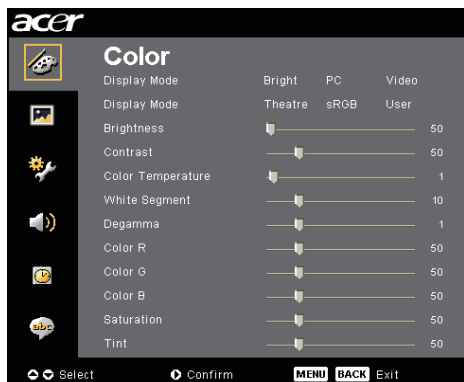 acer
Color
Display Mode Bright PC Video
Display Mode Theatre sRGB User
Brightness 50
Contrast 50
Color Temperature 1
White Segment 10
Degamma 1
Color R 50
Color G 50
Color B 50
Saturation 50
Tint 50
abc
Select Confirm MENU BACK Exit